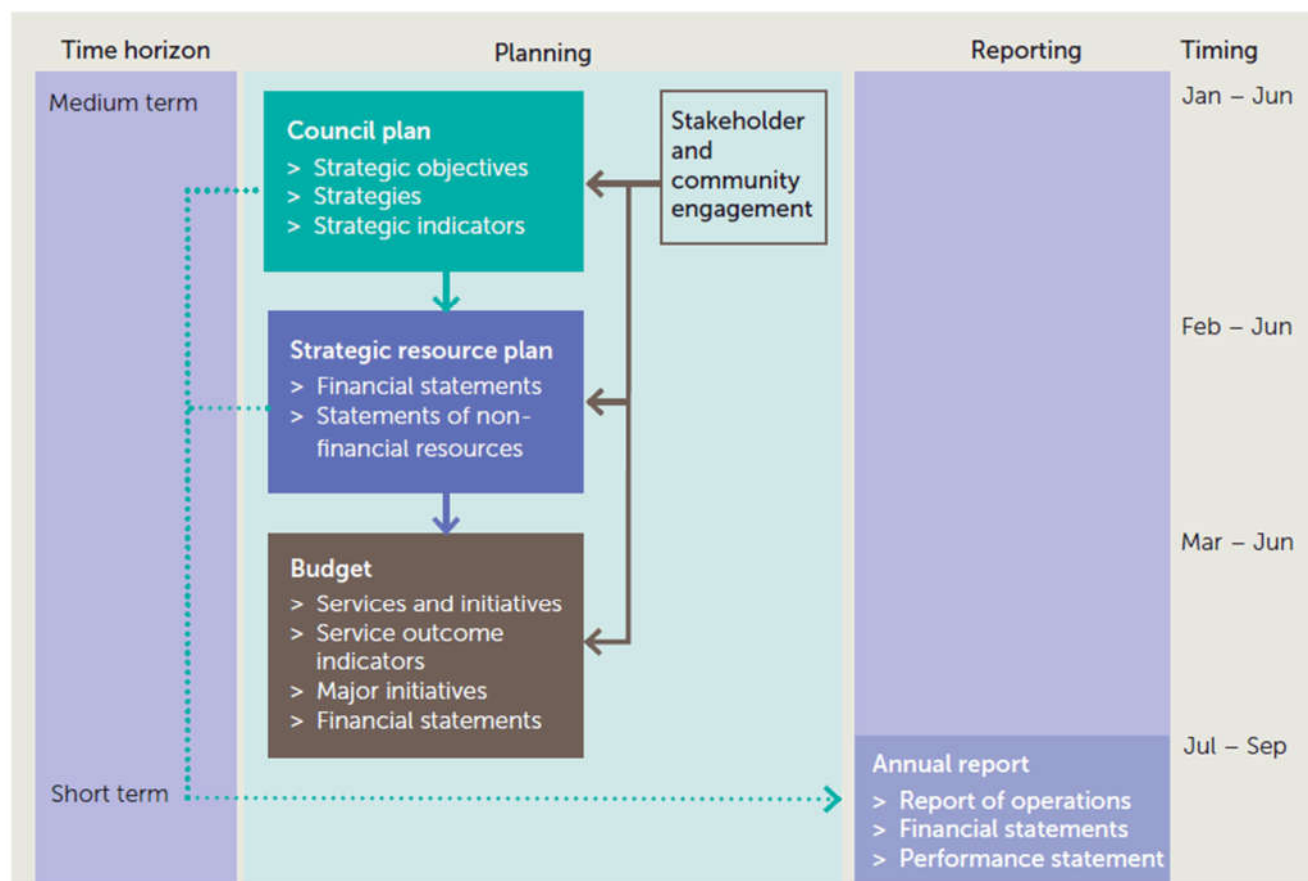 Time horizon
Planning
Reporting
Timing
Medium term
Jan – Jun
Council plan
> Strategic objectives
> Strategies
> Strategic indicators
Stakeholder
and
community
engagement
Feb – Jun
Strategic resource plan
> Financial statements
> Statements of non-
financial resources
Mar – Jun
Budget
> Services and initiatives
> Service outcome
indicators
> Major initiatives
> Financial statements
Jul – Sep
Short term
Annual report
> Report of operations
> Financial statements
> Performance statement